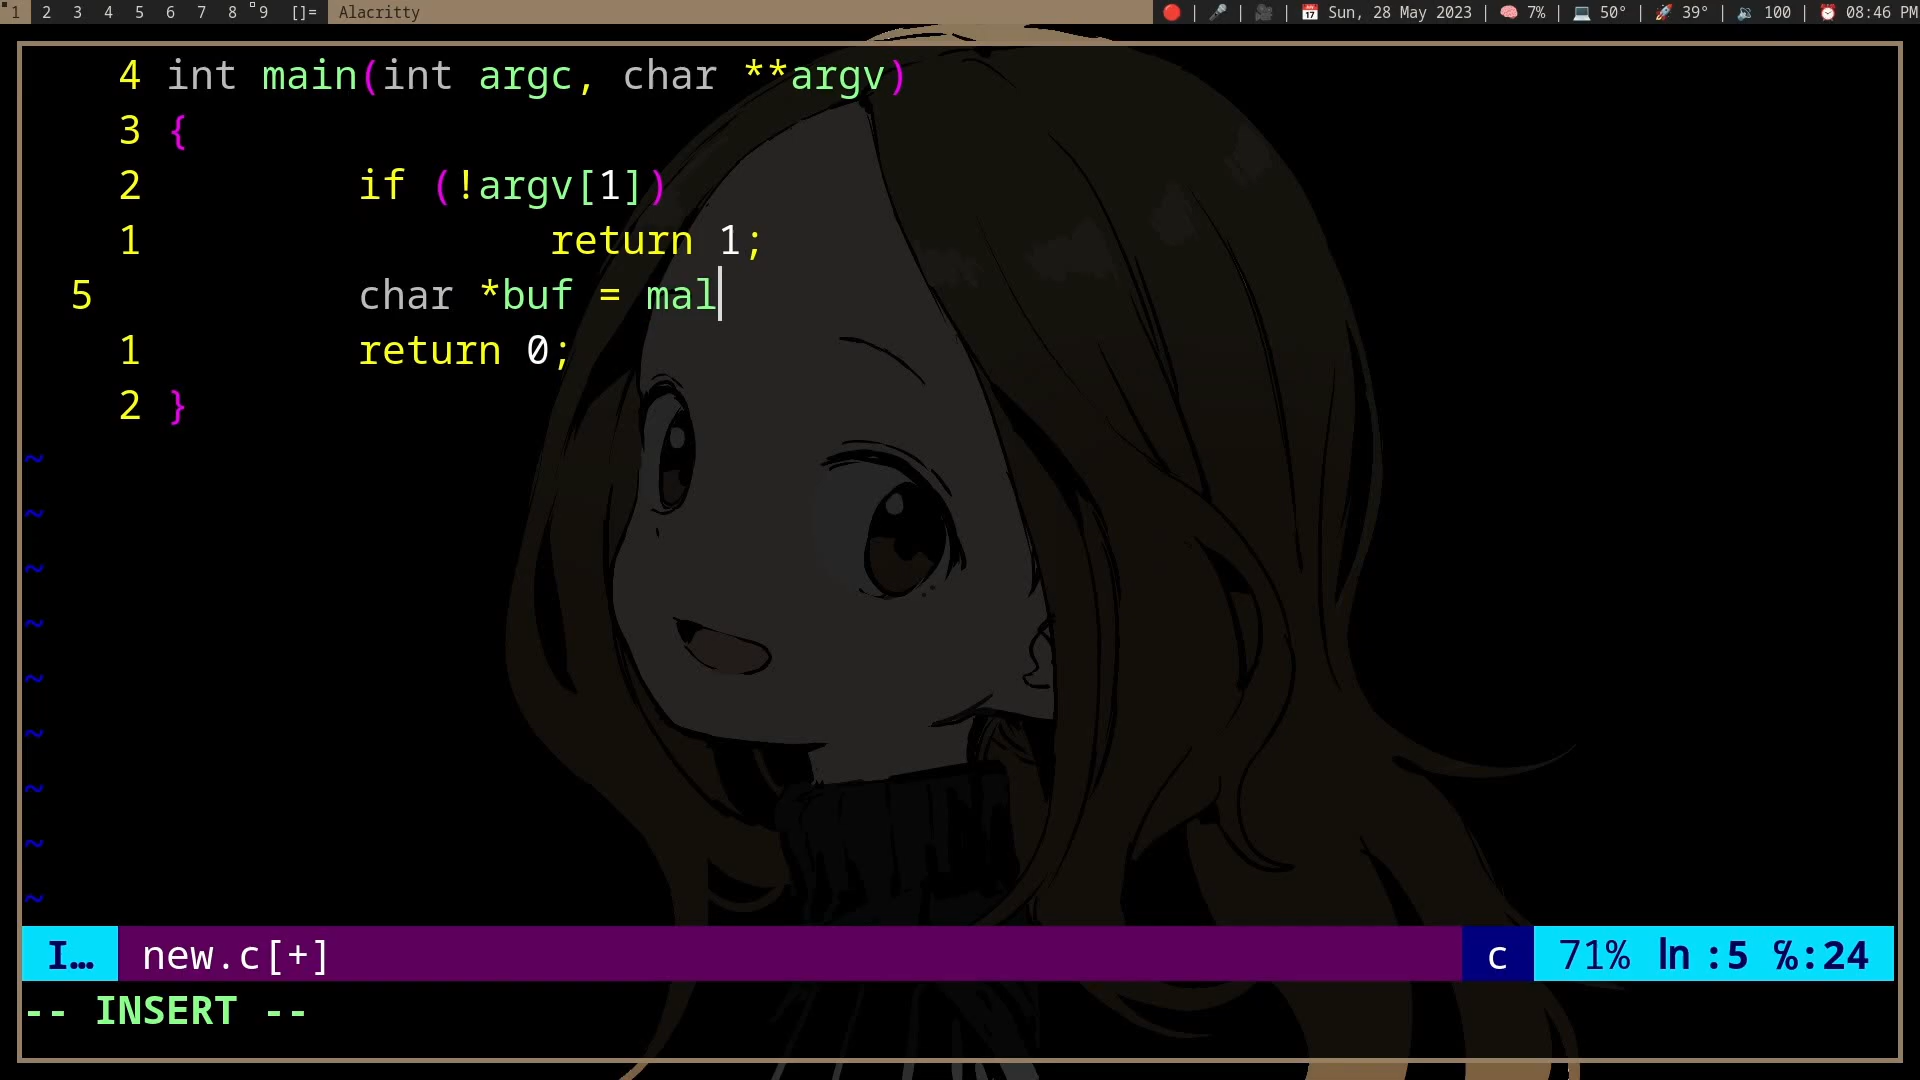 1 2 3 4 5 6 7 8 9 []= Alacritty | | | Sun, 28 May 2023 | 7% | 50° | 39° | 100 | 08:46 PM
4 int main(int argc, char **argv)
3 {
2 if (!argv[1])
1 return 1;
5 char *buf = mal
1 return 0;
2 }
~
~
~
~
~
~
~
~
~
I… new.c[+] c 71% ln :5 ℅:24
-- INSERT --